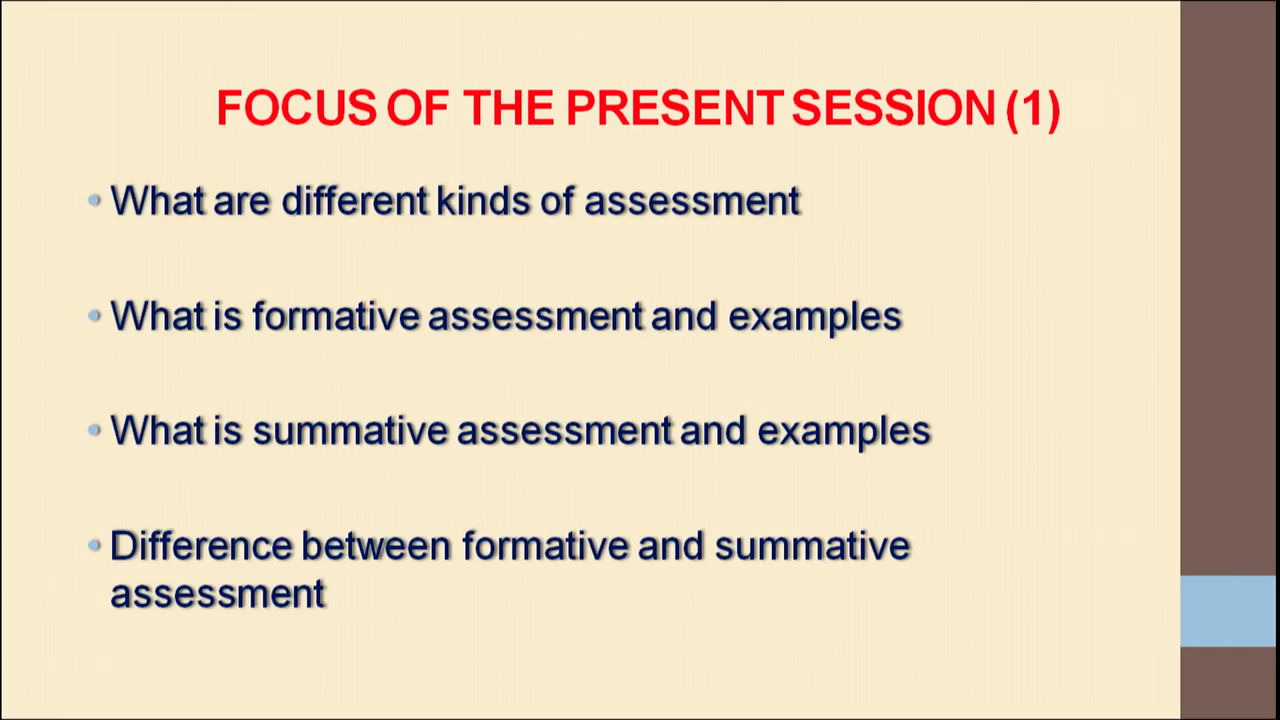 FOCUS OF THE PRESENT SESSION (1)
• What are different kinds of assessment
• What is formative assessment and examples
• What is summative assessment and examples
• Difference between formative and summative
assessment